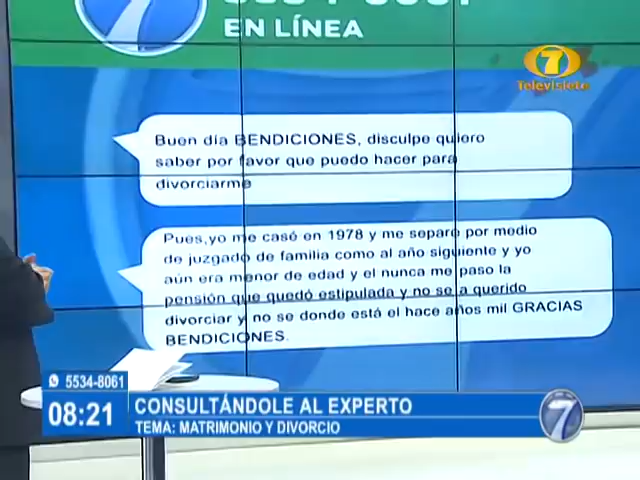 EN LÍNEA
7
Televisiete
Buen día BENDICIONES, disculpe quiero
saber por favor que puedo hacer para
divorciarme
Pues,yo me casé en 1978 y me separé por medio
de juzgado de familia como al año siguiente y yo
aún era menor de edad y el nunca me paso la
pensión que quedó estipulada y no se a querido
divorciar y no se donde está el hace años mil GRACIAS
BENDICIONES.
5534-8061
08:21
CONSULTÁNDOLE AL EXPERTO
TEMA: MATRIMONIO Y DIVORCIO
7